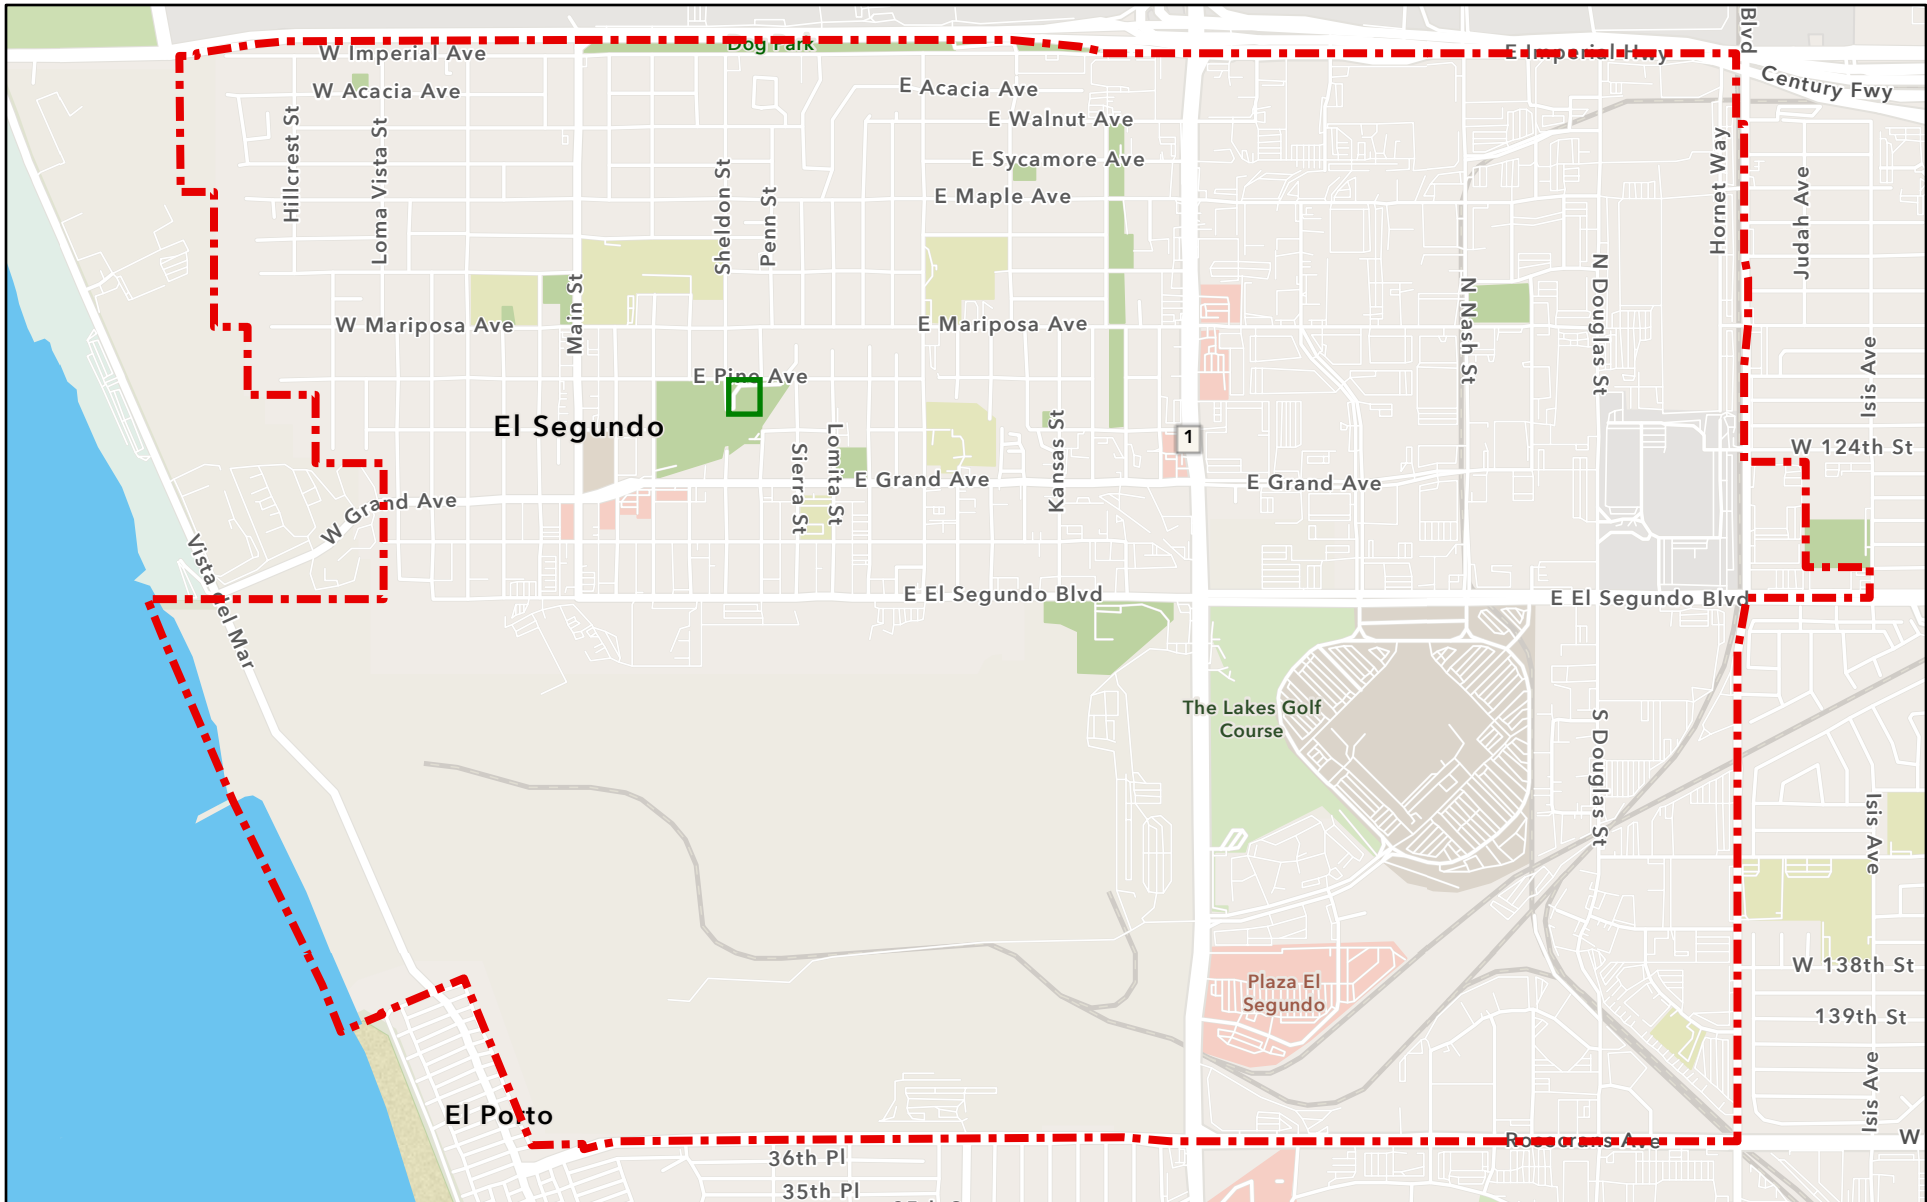 Blvd
Dog Park
W Imperial Ave
E Imperial Hwy
Century Fwy
W Acacia Ave
E Acacia Ave
E Walnut Ave
E Sycamore Ave
E Maple Ave
Hillcrest St
Loma Vista St
Sheldon St
Penn St
Hornet Way
Judah Ave
Main St
N Nash St
N Douglas St
W Mariposa Ave
E Mariposa Ave
Isis Ave
E Pine Ave
El Segundo
1
W 124th St
Kansas St
Sierra St
Lomita St
W Grand Ave
E Grand Ave
E Grand Ave
Vista del Mar
E El Segundo Blvd
E El Segundo Blvd
The Lakes Golf
Course
S Douglas St
Isis Ave
W 138th St
Plaza El
Segundo
139th St
Isis Ave
El Porto
Rosecrans Ave
W
36th Pl
35th Pl